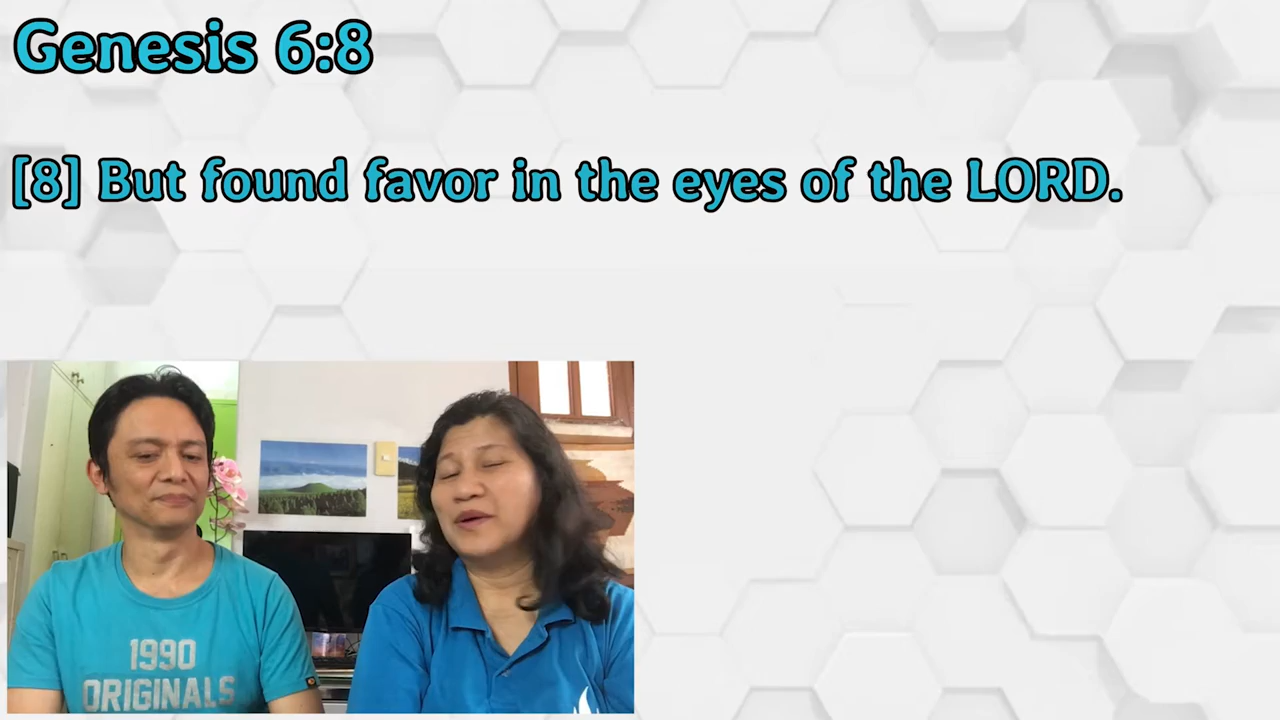 Genesis 6:8
[8] But found favor in the eyes of the LORD.
1990
ORIGINALS